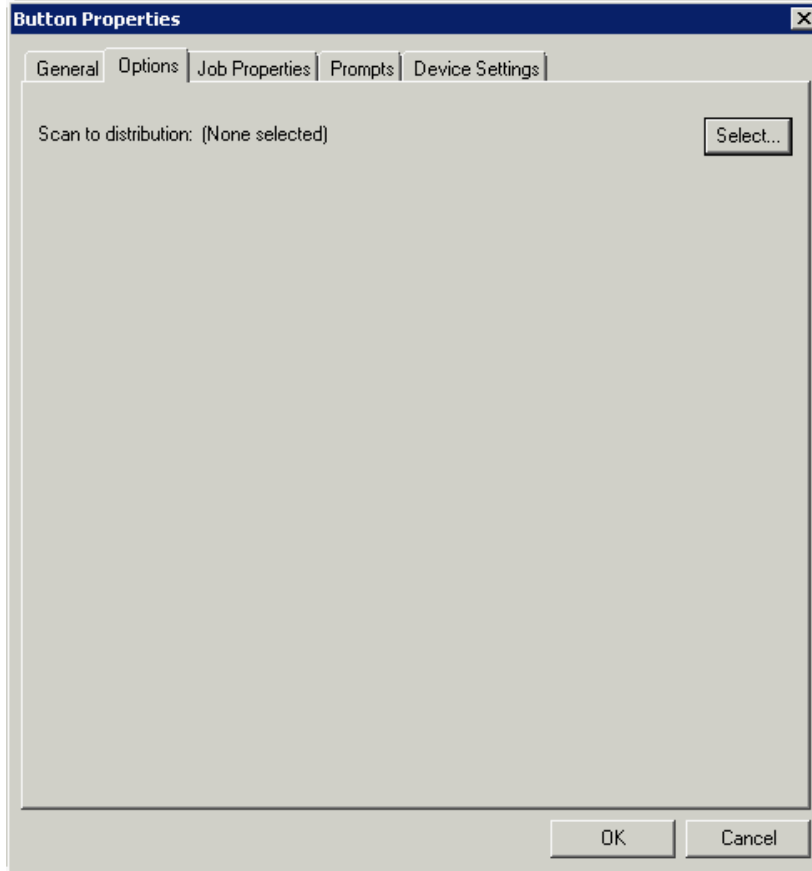 Button Properties
General Options Job Properties Prompts Device Settings
Scan to distribution: (None selected) Select...
OK Cancel